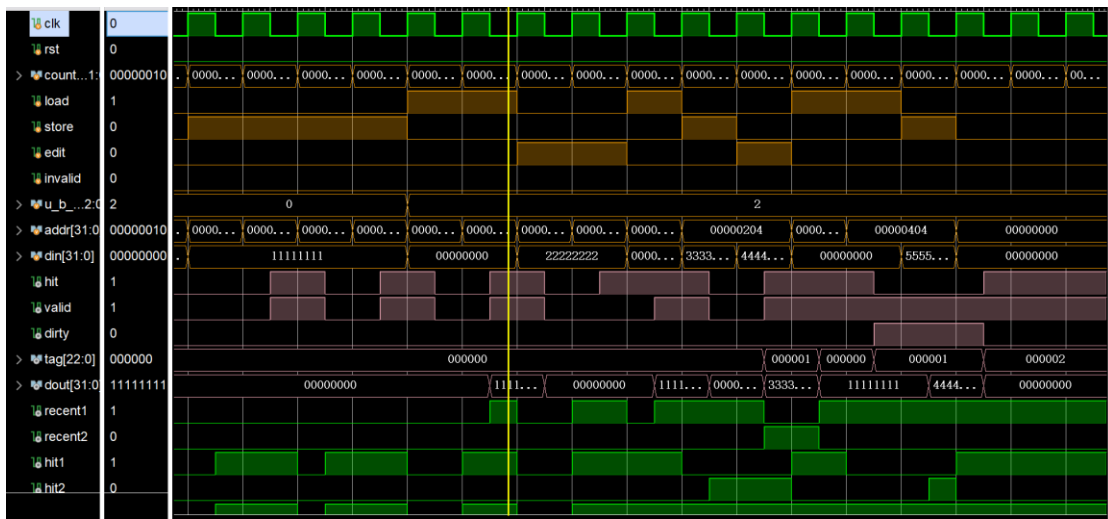 clk 0
rst 0
count...1: 00000010 0000... 0000... 0000... 0000... 0000... 0000... 0000... 0000... 0000... 0000... 0000... 0000... 0000... 0000... 0000... 0000... 00...
load 1
store 0
edit 0
invalid 0
u_b_...2:0 2 0 2
addr[31:0 00000010 0000... 0000... 0000... 0000... 0000... 0000... 0000... 0000... 0000... 00000204 0000... 00000404 00000000
din[31:0] 00000000 11111111 00000000 22222222 0000... 3333... 4444... 00000000 5555... 00000000
hit 1
valid 1
dirty 0
tag[22:0] 000000 000000 000001 000000 000001 000002
dout[31:0 11111111 00000000 1111... 00000000 1111... 0000... 3333... 11111111 4444... 00000000
recent1 1
recent2 0
hit1 1
hit2 0